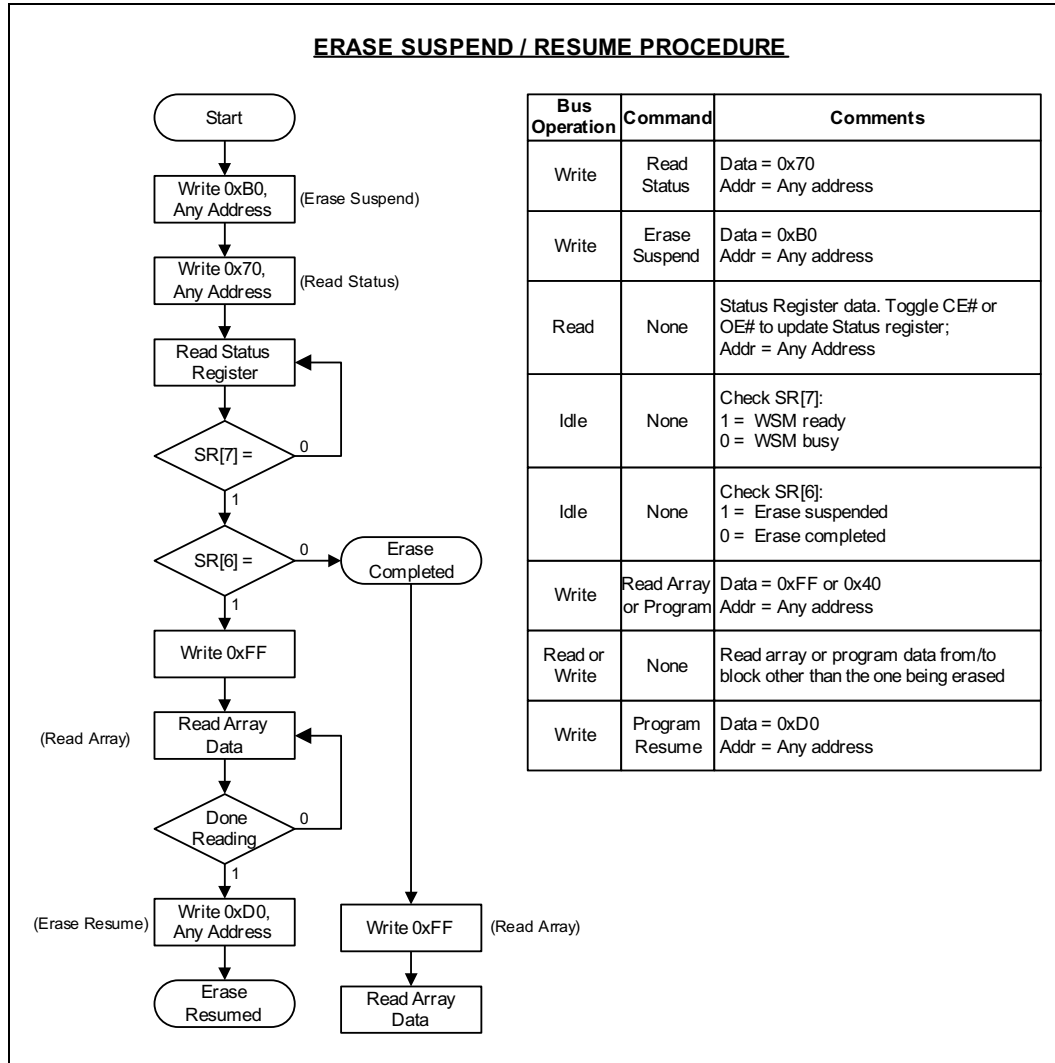 ERASE SUSPEND / RESUME PROCEDURE
Start
Write 0xB0,
Any Address
(Erase Suspend)
Write 0x70,
Any Address
(Read Status)
Read Status
Register
SR[7] =
0
1
SR[6] =
0
1
Erase
Completed
Write 0xFF
(Read Array)
Read Array
Data
Done
Reading
0
1
(Erase Resume)
Write 0xD0,
Any Address
Erase
Resumed
Write 0xFF
(Read Array)
Read Array
Data
Bus
Operation
Command
Comments
Write
Read
Status
Data = 0x70
Addr = Any address
Write
Erase
Suspend
Data = 0xB0
Addr = Any address
Read
None
Status Register data. Toggle CE# or
OE# to update Status register;
Addr = Any Address
Idle
None
Check SR[7]:
1 = WSM ready
0 = WSM busy
Idle
None
Check SR[6]:
1 = Erase suspended
0 = Erase completed
Write
Read Array
or Program
Data = 0xFF or 0x40
Addr = Any address
Read or
Write
None
Read array or program data from/to
block other than the one being erased
Write
Program
Resume
Data = 0xD0
Addr = Any address